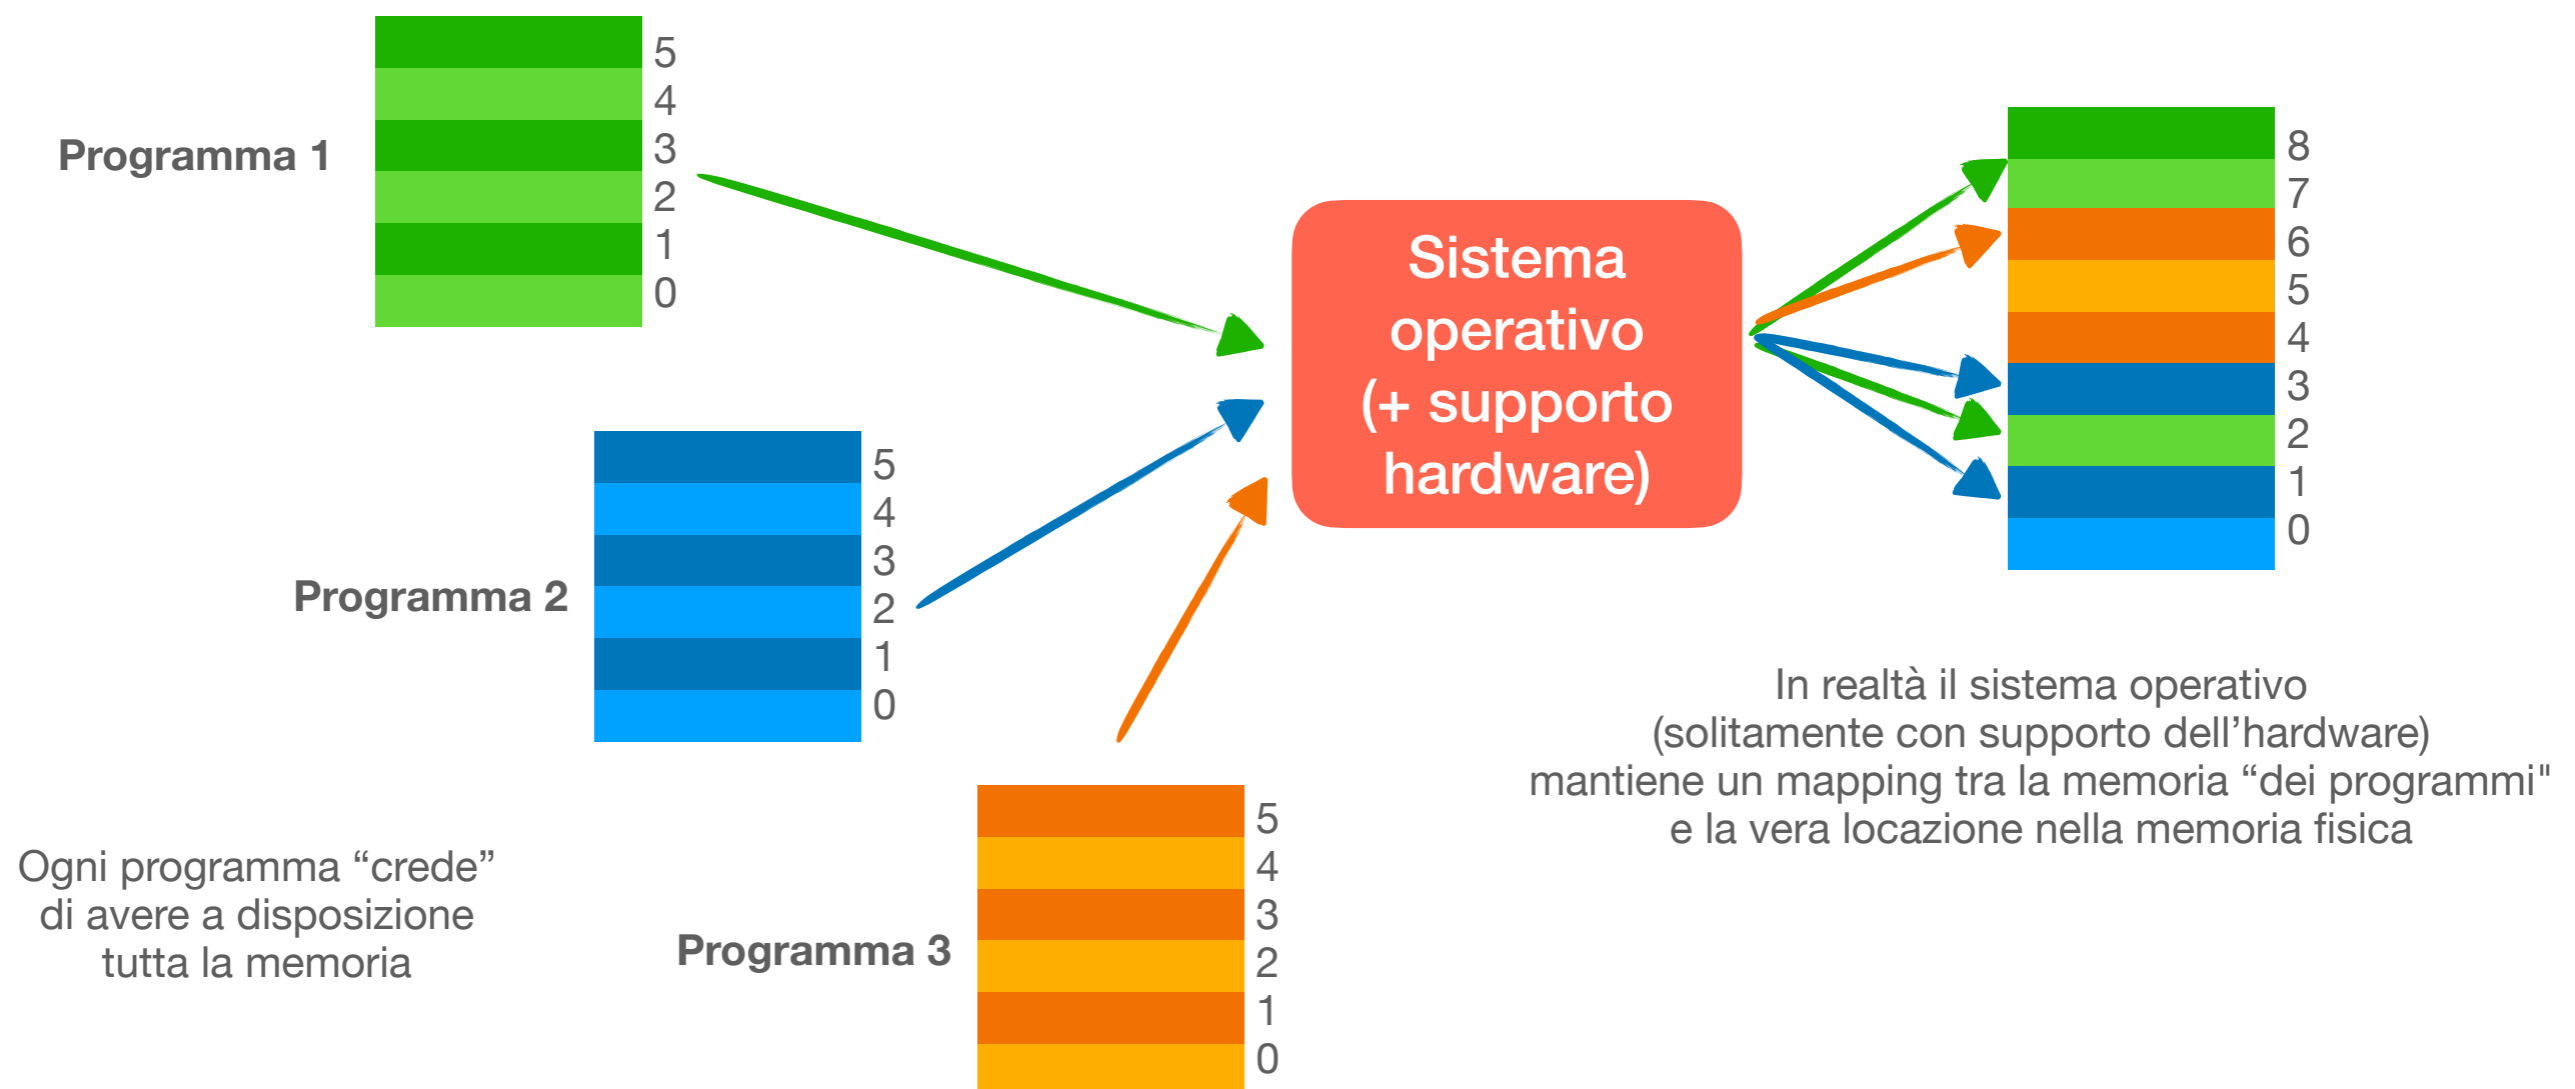 Programma 1
5
4
3
2
1
0
Programma 2
5
4
3
2
1
0
Programma 3
5
4
3
2
1
0
Ogni programma “crede”
di avere a disposizione
tutta la memoria
Sistema
operativo
(+ supporto
hardware)
8
7
6
5
4
3
2
1
0
In realtà il sistema operativo
(solitamente con supporto dell’hardware)
mantiene un mapping tra la memoria “dei programmi"
e la vera locazione nella memoria fisica